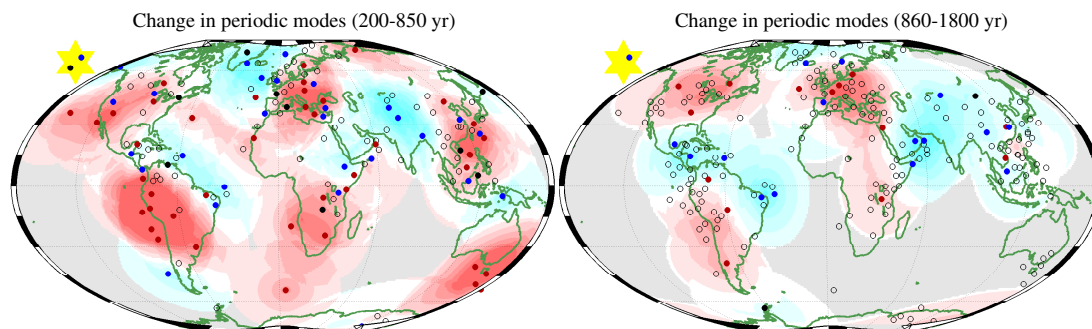 Change in periodic modes (200-850 yr)
Change in periodic modes (860-1800 yr)